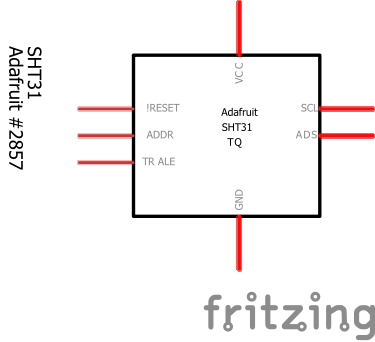 SHT31
Adafruit #2857
VCC
!RESET
ADDR
TR ALE
Adafruit
SHT31
TQ
SCL
ADS
GND
fritzing